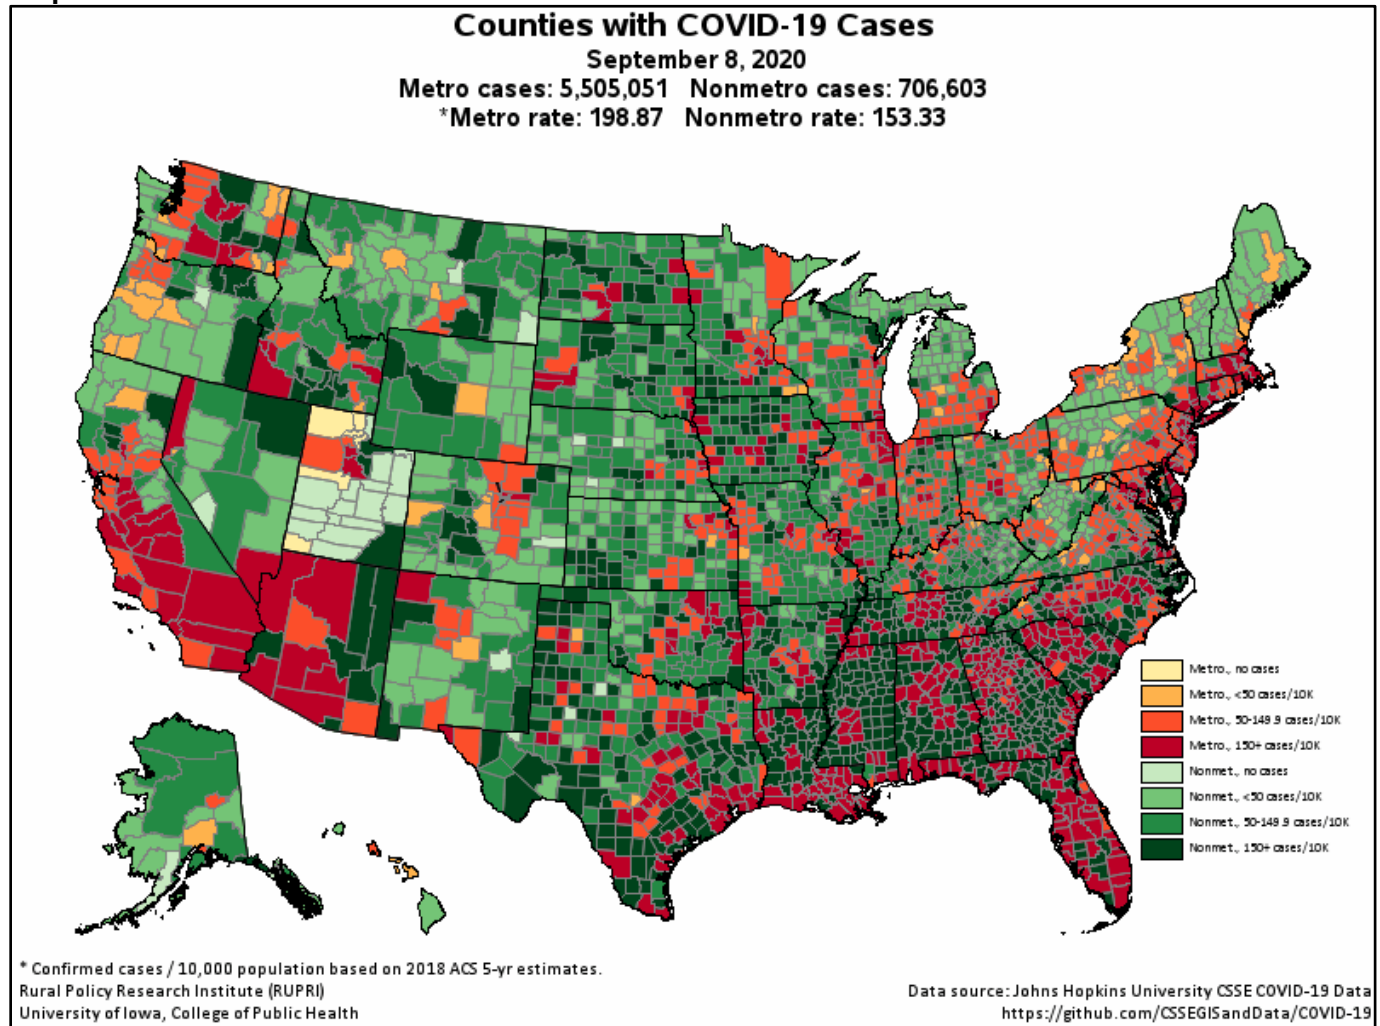 Counties with COVID-19 Cases
September 8, 2020
Metro cases: 5,505,051 Nonmetro cases: 706,603
*Metro rate: 198.87 Nonmetro rate: 153.33
Metro., no cases
Metro., <50 cases/10K
Metro., 50-149.9 cases/10K
Metro., 150+ cases/10K
Nonmet., no cases
Nonmet., <50 cases/10K
Nonmet., 50-149.9 cases/10K
Nonmet., 150+ cases/10K
* Confirmed cases / 10,000 population based on 2018 ACS 5-yr estimates.
Rural Policy Research Institute (RUPRI)
University of Iowa, College of Public Health
Data source: Johns Hopkins University CSSE COVID-19 Data
https://github.com/CSSEGISandData/COVID-19